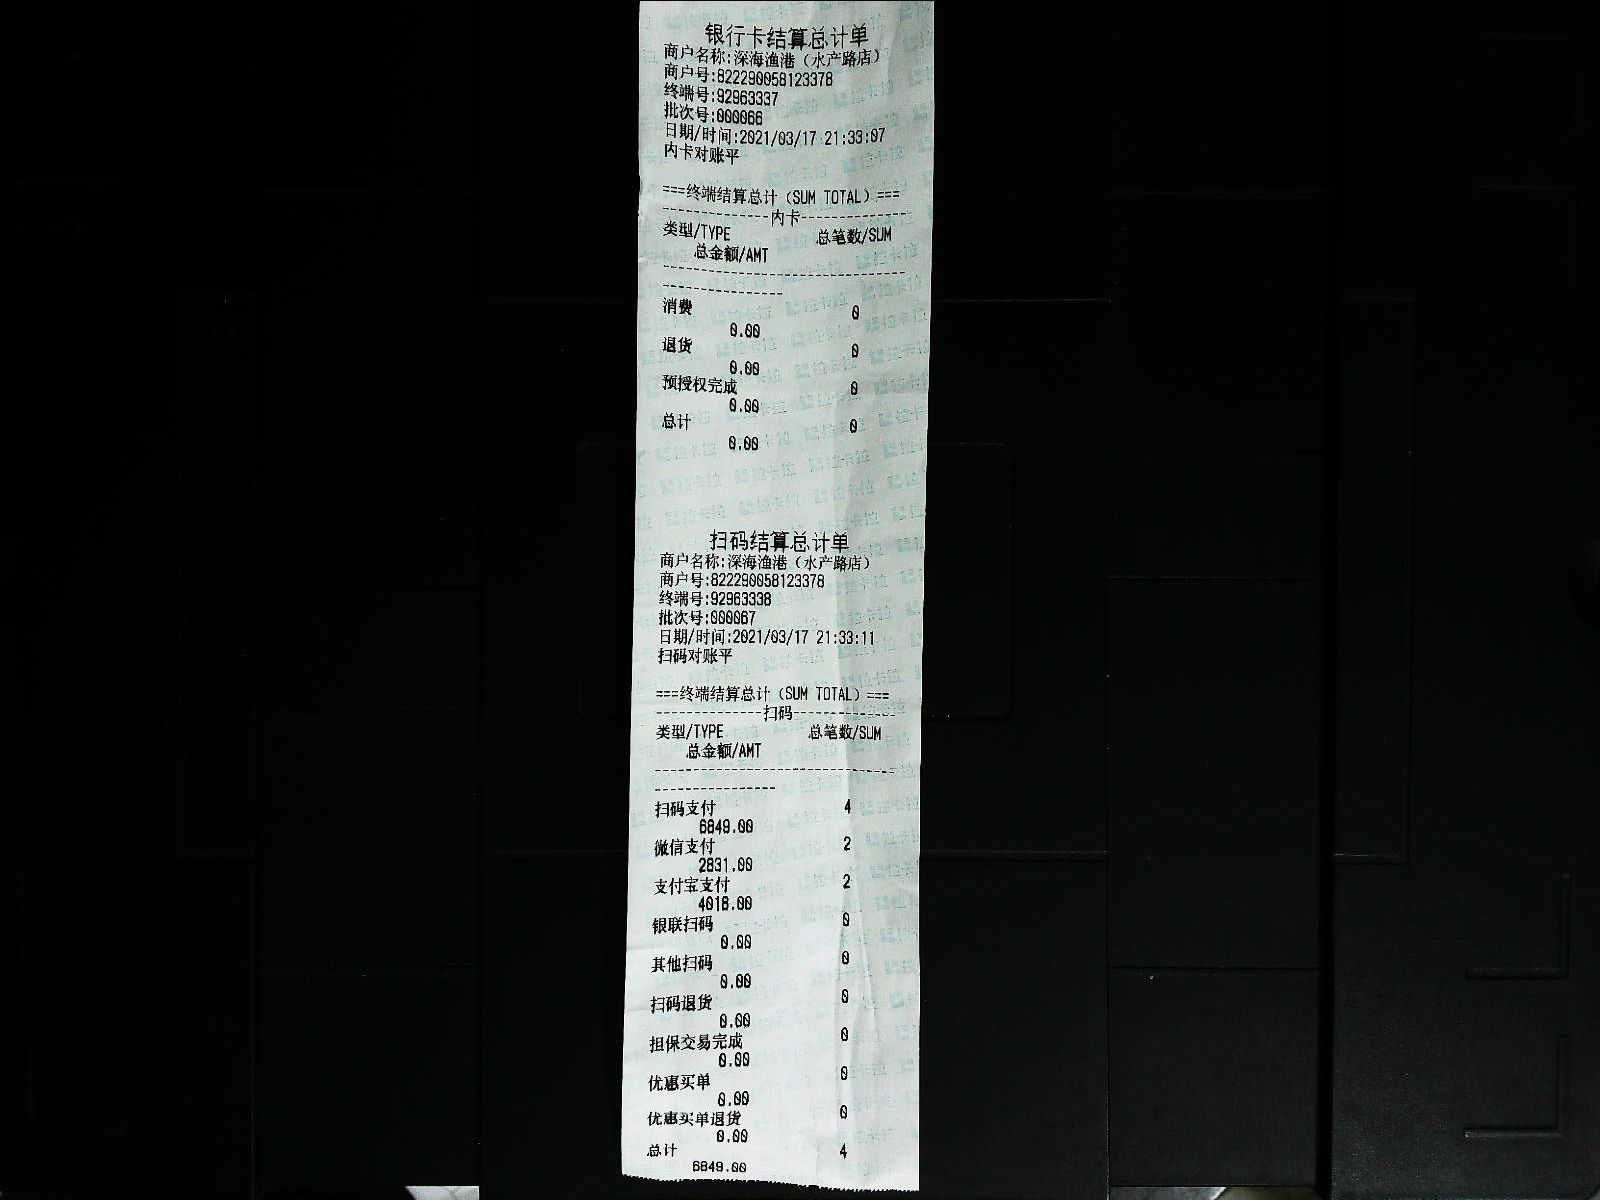 银行卡结算总计单
商户名称:深海渔港（水产路店）
商户号:822290058123378
终端号:92963337
批次号:000066
日期/时间:2021/03/17 21:33:07
内卡对账平
===终端结算总计（SUM TOTAL）===
--------------内卡--------------
类型/TYPE 总笔数/SUM
总金额/AMT
--------------------------------
----------------
消费 0
0.00
退货 0
0.00
预授权完成 0
0.00
总计 0
0.00
扫码结算总计单
商户名称:深海渔港（水产路店）
商户号:822290058123378
终端号:92963338
批次号:000067
日期/时间:2021/03/17 21:33:11
扫码对账平
===终端结算总计（SUM TOTAL）===
--------------扫码--------------
类型/TYPE 总笔数/SUM
总金额/AMT
--------------------------------
----------------
扫码支付 4
6849.00
微信支付 2
2831.00
支付宝支付 2
4018.00
银联扫码 0
0.00
其他扫码 0
0.00
扫码退货 0
0.00
担保交易完成 0
0.00
优惠买单 0
0.00
优惠买单退货 0
0.00
总计 4
6849.00